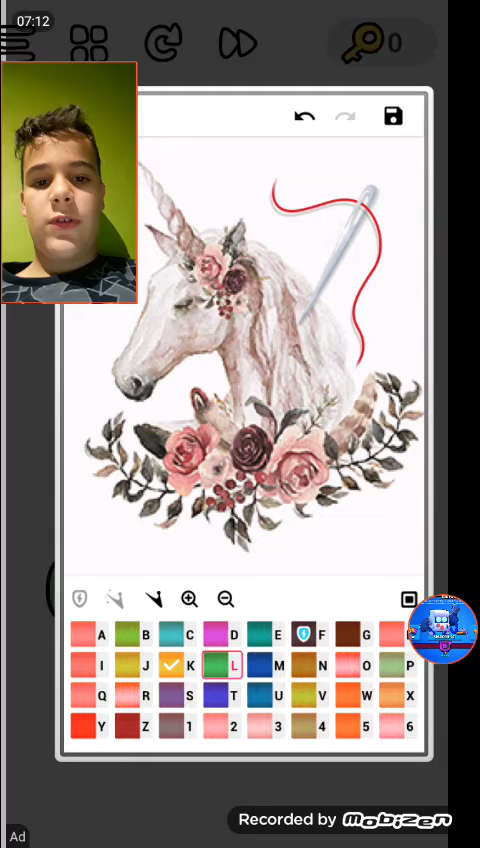 07:12
0
A B C D E F G
I J K L M N O P
Q R S T U V W X
Y Z 1 2 3 4 5 6
Recorded by Mobizen
Ad